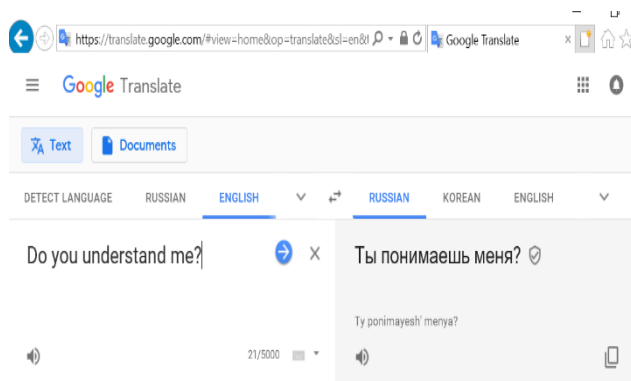 https://translate.google.com/#view=home&op=translate&sl=en&t
Google Translate
Google Translate
Text Documents
DETECT LANGUAGE RUSSIAN ENGLISH RUSSIAN KOREAN ENGLISH
Do you understand me? Ты понимаешь меня?
Ty ponimayesh' menya?
21/5000